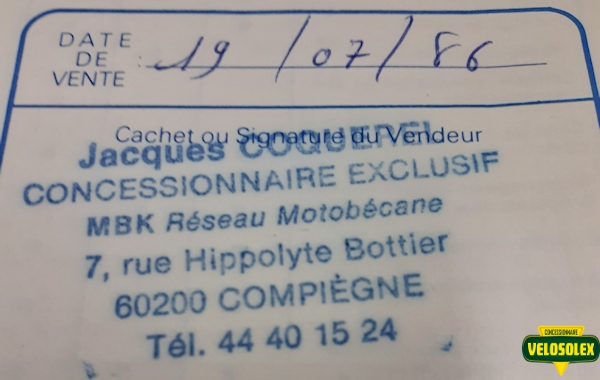 DATE
DE
VENTE : 19 / 07 / 86
Cachet ou Signature du Vendeur
Jacques COQUEREL
CONCESSIONNAIRE EXCLUSIF
MBK Réseau Motobécane
7, rue Hippolyte Bottier
60200 COMPIÈGNE
Tél. 44 40 15 24
CONCESSIONNAIRE
VELOSOLEX